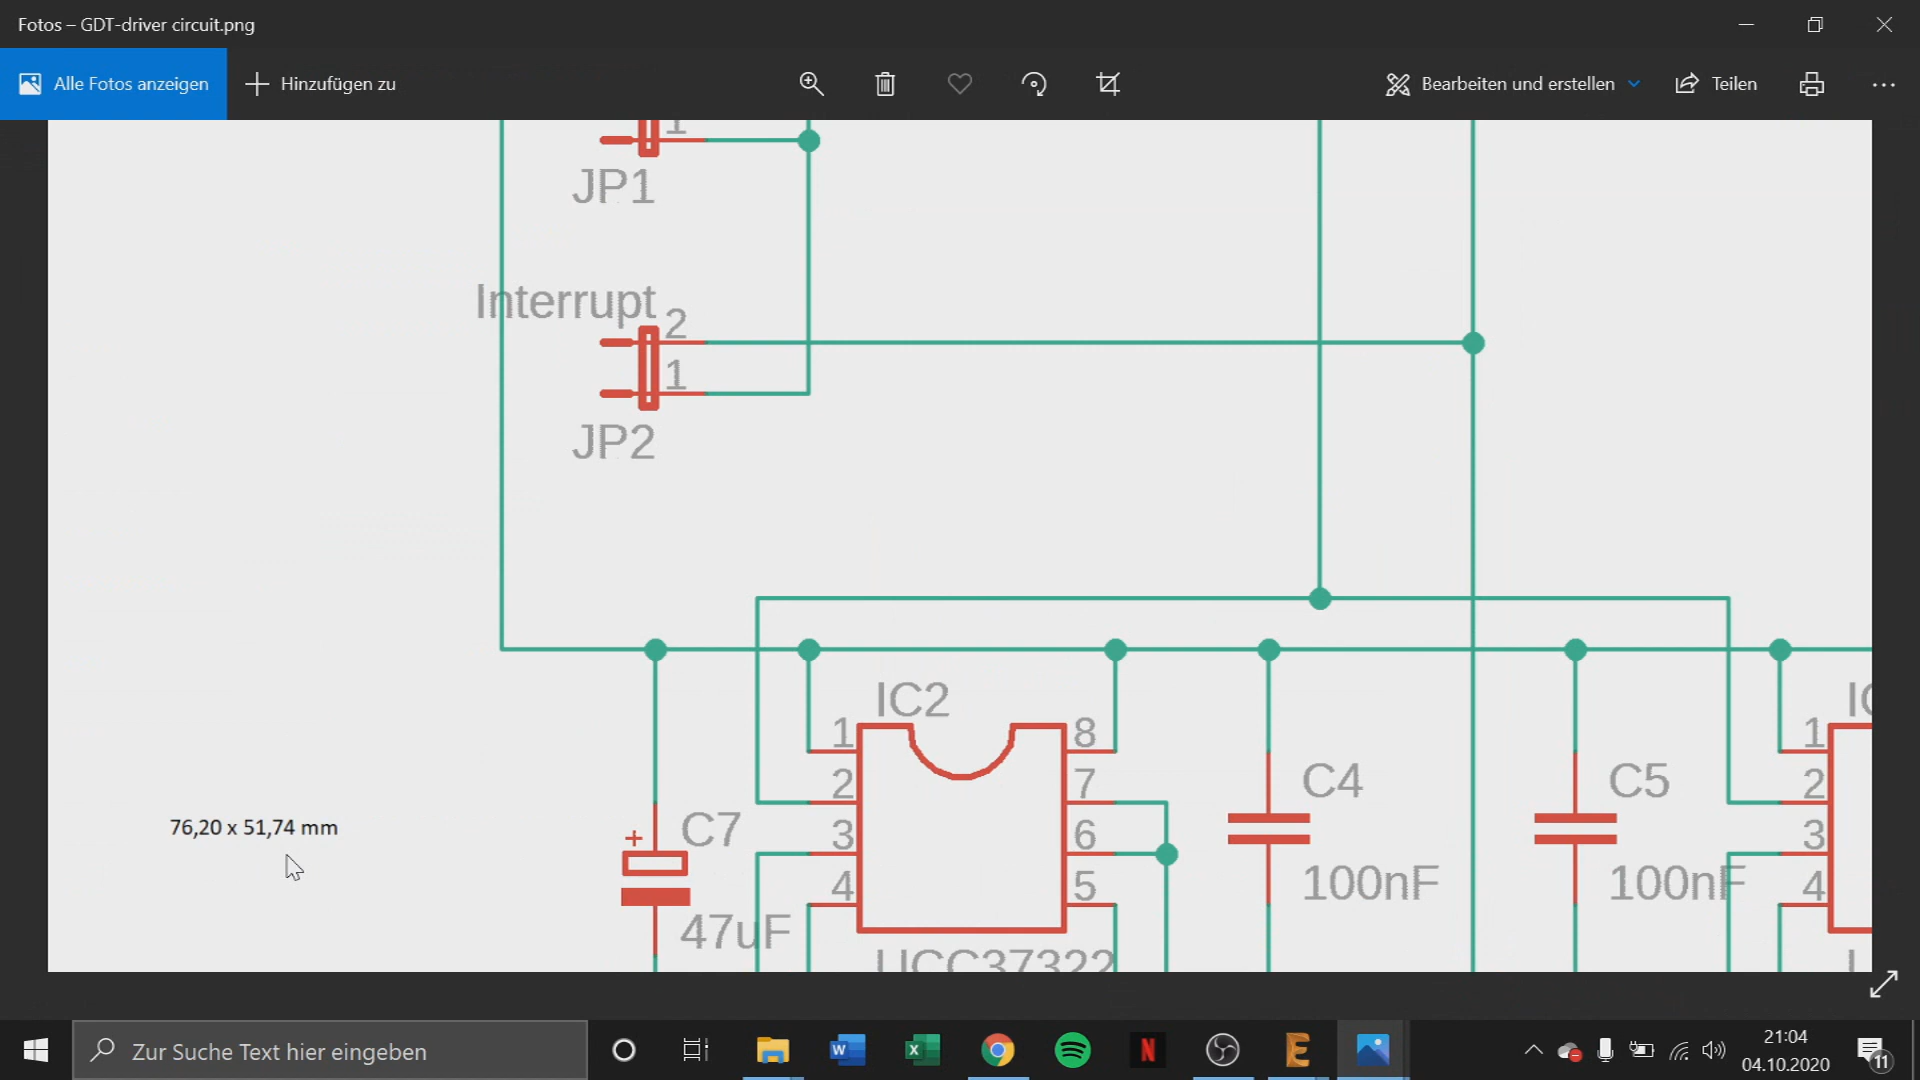 Fotos – GDT-driver circuit.png
Alle Fotos anzeigen
Hinzufügen zu
Bearbeiten und erstellen
Teilen
1
JP1
Interrupt
2
1
JP2
IC2
1
2
3
4
8
7
6
5
UCC37322
+
C7
47uF
C4
100nF
C5
100nF
1
2
3
4
76,20 x 51,74 mm
Zur Suche Text hier eingeben
21:04
04.10.2020
11